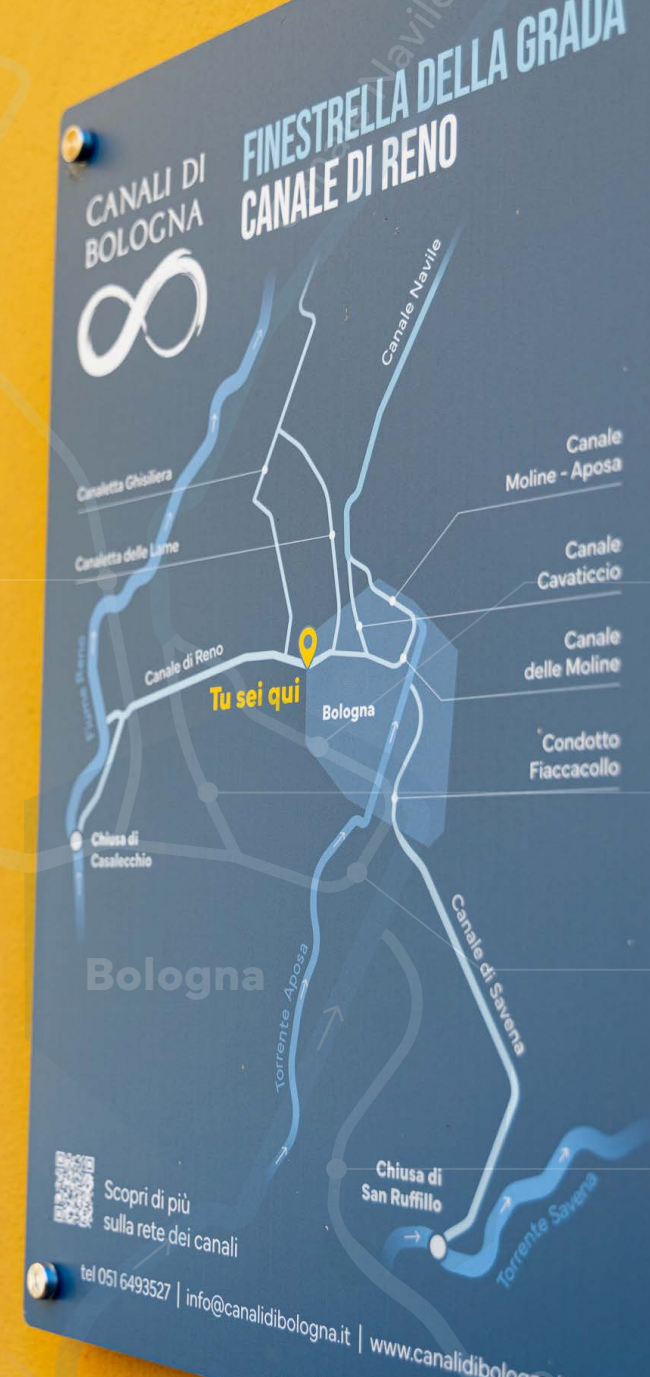 FINESTRELLA DELLA GRADA
CANALE DI RENO
CANALI DI
BOLOGNA
Navile
Canale Navile
Canale
Moline - Aposa
Canaletta Ghisiliera
Canaletta delle Lame
Canale
Cavaticcio
Canale
delle Moline
Fiume Reno
Canale di Reno
Tu sei qui
Bologna
Condotto
Fiaccacollo
Chiusa di
Casalecchio
Canale di Savena
Bologna
Torrente Aposa
Chiusa di
San Ruffillo
Torrente Savena
Scopri di più
sulla rete dei canali
tel 051 6493527 | info@canalidibologna.it | www.canalidibologn